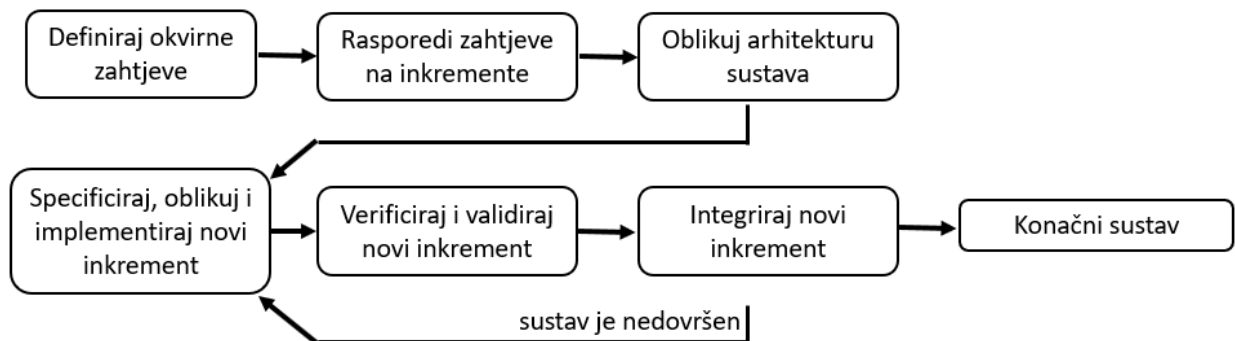 Definiraj okvirne
zahtjeve
Rasporedi zahtjeve
na inkremente
Oblikuj arhitekturu
sustava
Specificiraj, oblikuj i
implementiraj novi
inkrement
Verificiraj i validiraj
novi inkrement
Integriraj novi
inkrement
Konačni sustav
sustav je nedovršen